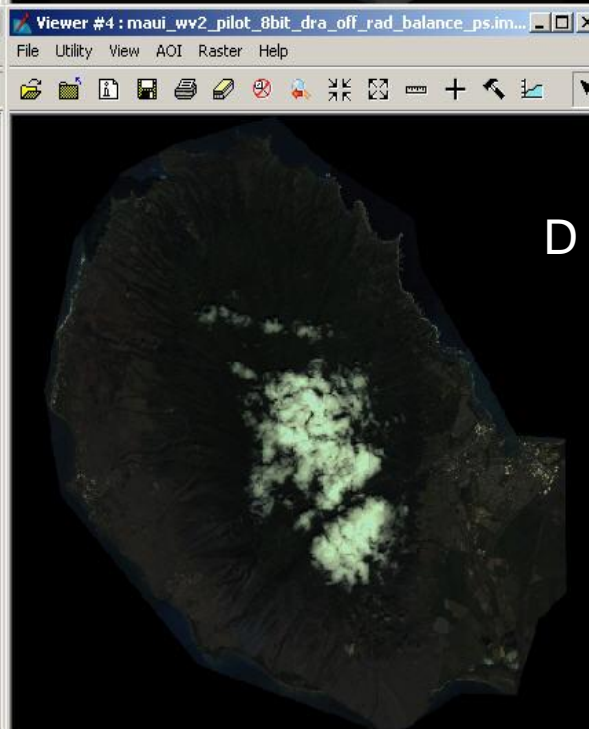 Viewer #4 : maui_wv2_pilot_8bit_dra_off_rad_balance_ps.im...
File Utility View AOI Raster Help
D